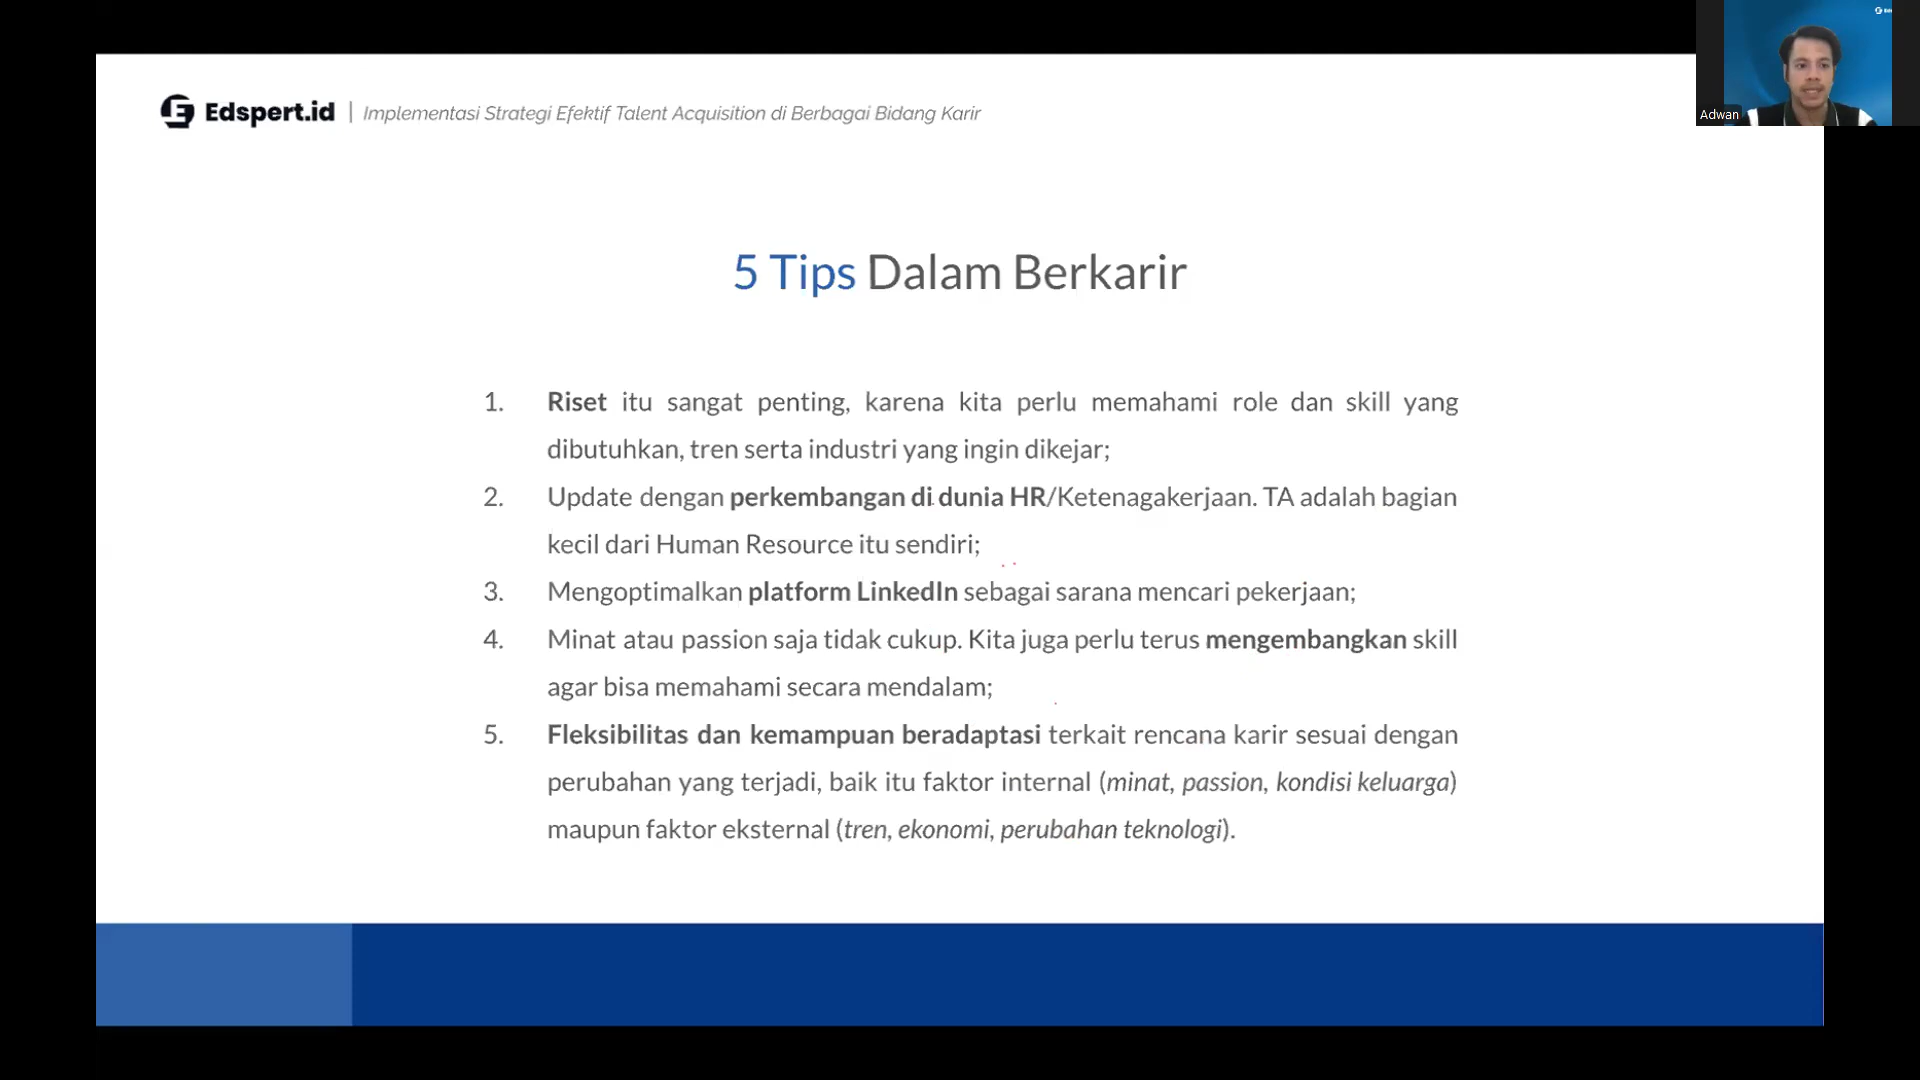 Edspert.id | Implementasi Strategi Efektif Talent Acquisition di Berbagai Bidang Karir
Adwan
5 Tips Dalam Berkarir
1. Riset itu sangat penting, karena kita perlu memahami role dan skill yang
dibutuhkan, tren serta industri yang ingin dikejar;
2. Update dengan perkembangan di dunia HR/Ketenagakerjaan. TA adalah bagian
kecil dari Human Resource itu sendiri;
3. Mengoptimalkan platform LinkedIn sebagai sarana mencari pekerjaan;
4. Minat atau passion saja tidak cukup. Kita juga perlu terus mengembangkan skill
agar bisa memahami secara mendalam;
5. Fleksibilitas dan kemampuan beradaptasi terkait rencana karir sesuai dengan
perubahan yang terjadi, baik itu faktor internal (minat, passion, kondisi keluarga)
maupun faktor eksternal (tren, ekonomi, perubahan teknologi).